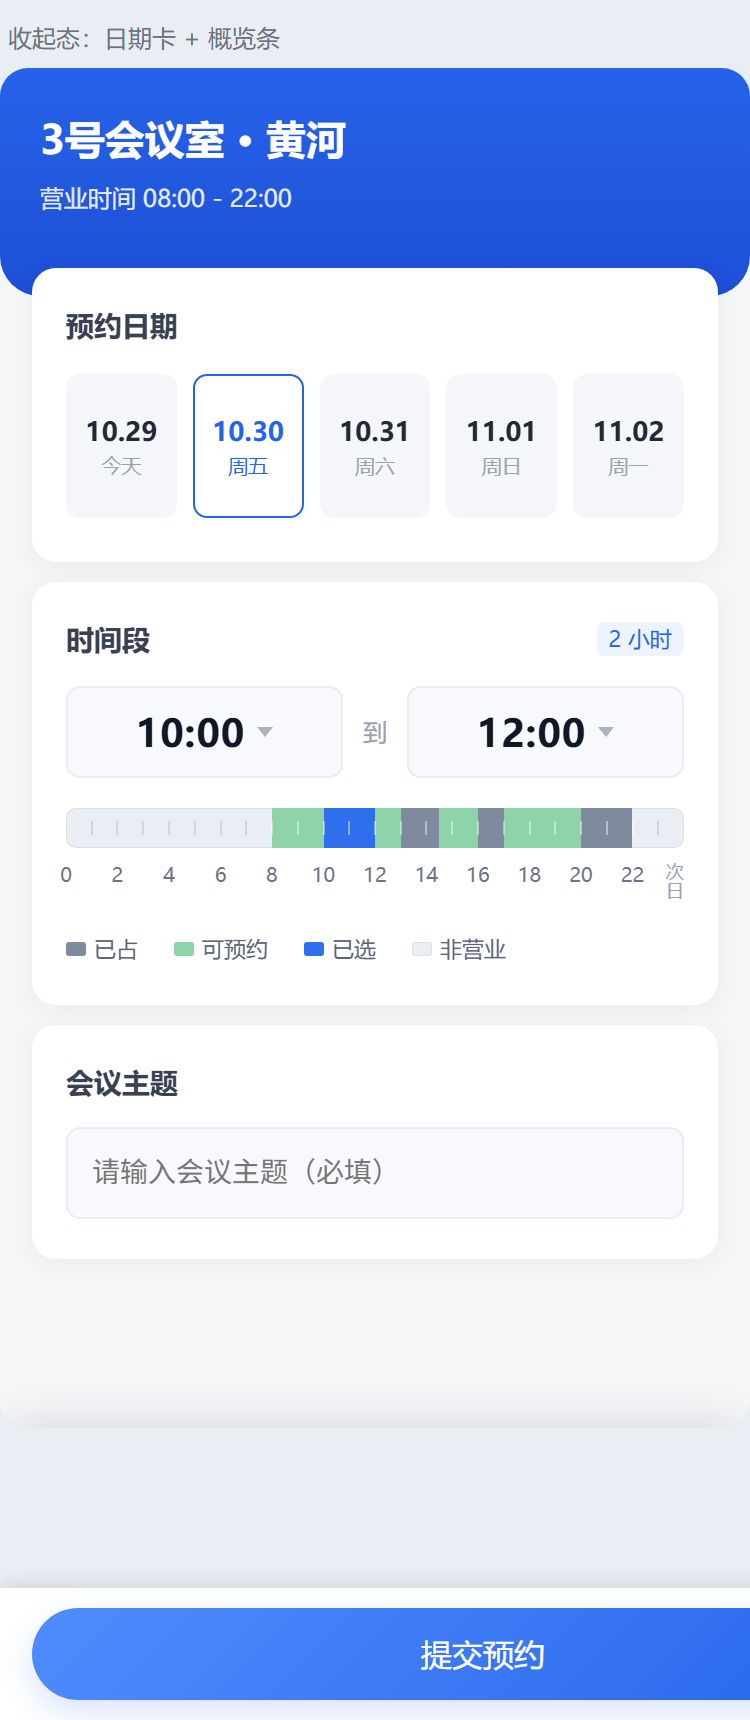 收起态：日期卡 + 概览条
3号会议室 • 黄河
营业时间 08:00 - 22:00
预约日期
10.29 10.30 10.31 11.01 11.02
今天 周五 周六 周日 周一
时间段 2 小时
10:00 到 12:00
0 2 4 6 8 10 12 14 16 18 20 22 次日
已占 可预约 已选 非营业
会议主题
请输入会议主题（必填）
提交预约